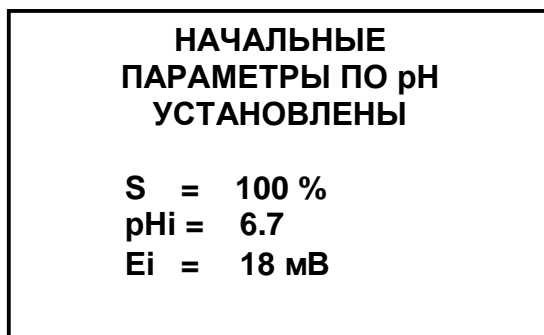 НАЧАЛЬНЫЕ
ПАРАМЕТРЫ ПО pH
УСТАНОВЛЕНЫ
S = 100 %
pHi = 6.7
Ei = 18 мВ